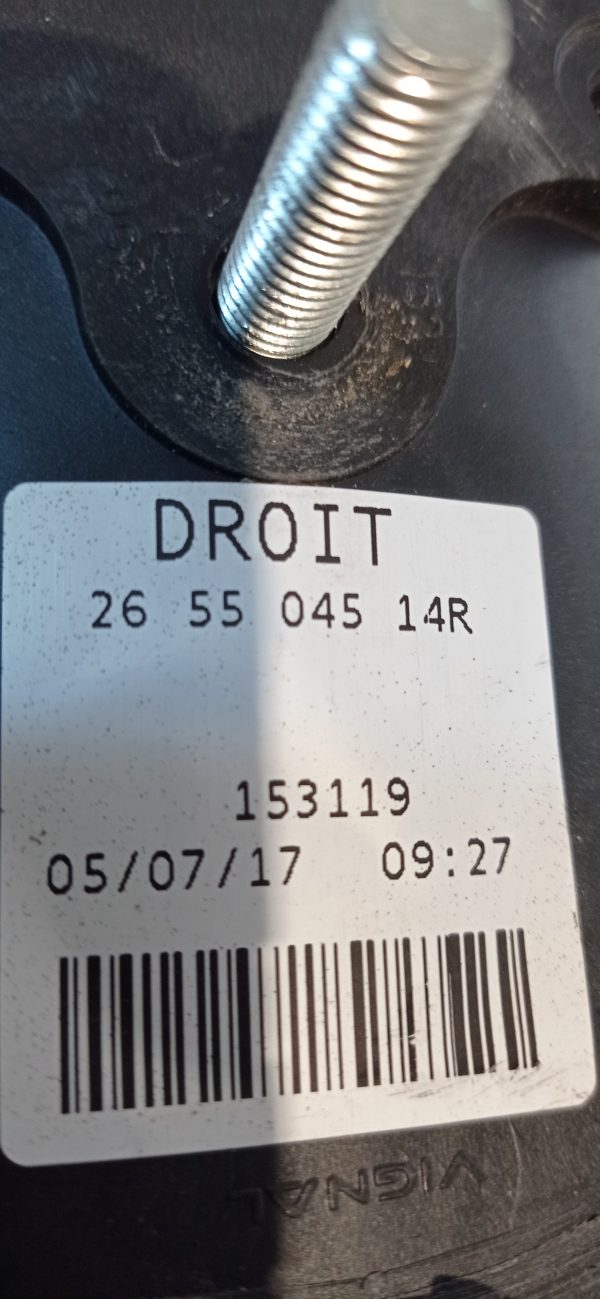 DROIT
26 55 045 14R
153119
05/07/17 09:27
VIGNAL